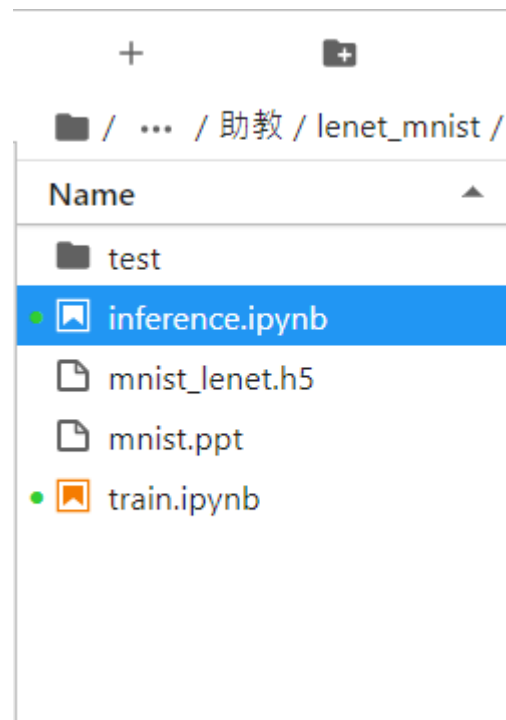 / ... / 助教 / lenet_mnist /
Name
test
inference.ipynb
mnist_lenet.h5
mnist.ppt
train.ipynb